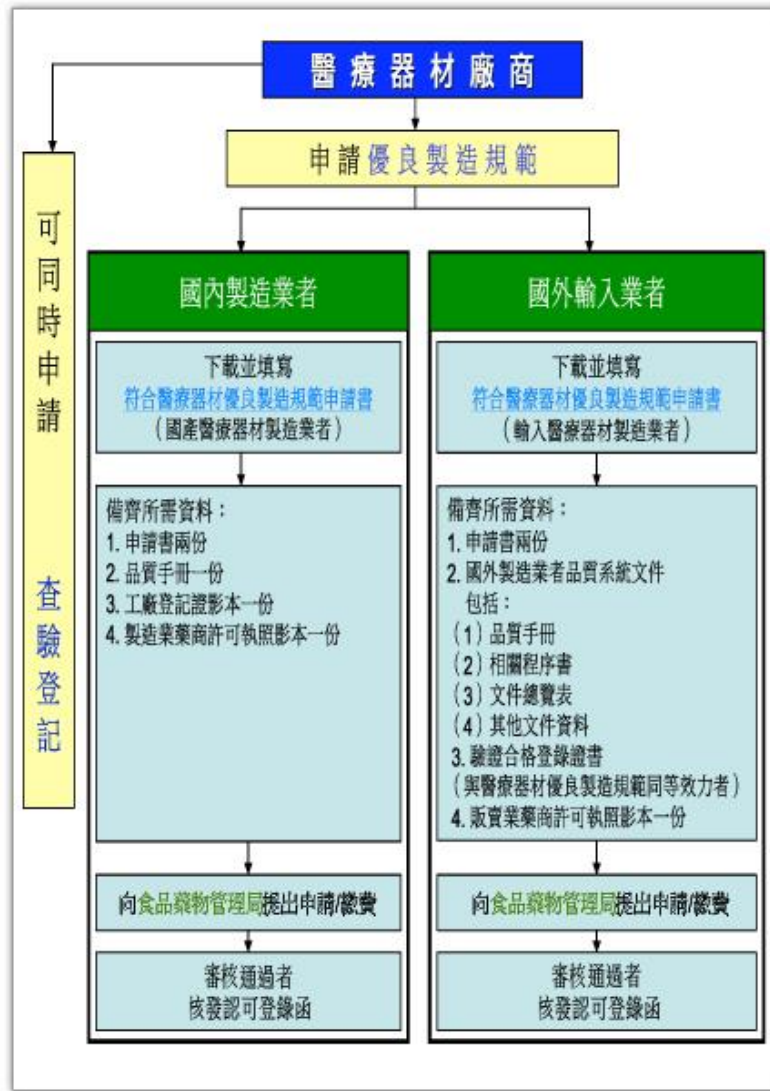 醫療器材廠商
申請優良製造規範
可同時申請 查驗登記
國內製造業者
下載並填寫
符合醫療器材優良製造規範申請書
(國產醫療器材製造業者)
備齊所需資料：
1. 申請書兩份
2. 品質手冊一份
3. 工廠登記證影本一份
4. 製造業藥商許可執照影本一份
向食品藥物管理局提出申請/繳費
審核通過者
核發認可登錄函
國外輸入業者
下載並填寫
符合醫療器材優良製造規範申請書
(輸入醫療器材製造業者)
備齊所需資料：
1. 申請書兩份
2. 國外製造業者品質系統文件
包括：
(1)品質手冊
(2)相關程序書
(3)文件總覽表
(4)其他文件資料
3. 驗證合格登錄證書
(與醫療器材優良製造規範同等效力者)
4. 販賣業藥商許可執照影本一份
向食品藥物管理局提出申請/繳費
審核通過者
核發認可登錄函